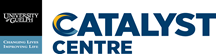 UNIVERSITY
OF GUELPH
CHANGING LIVES
IMPROVING LIFE
CATALYST
CENTRE